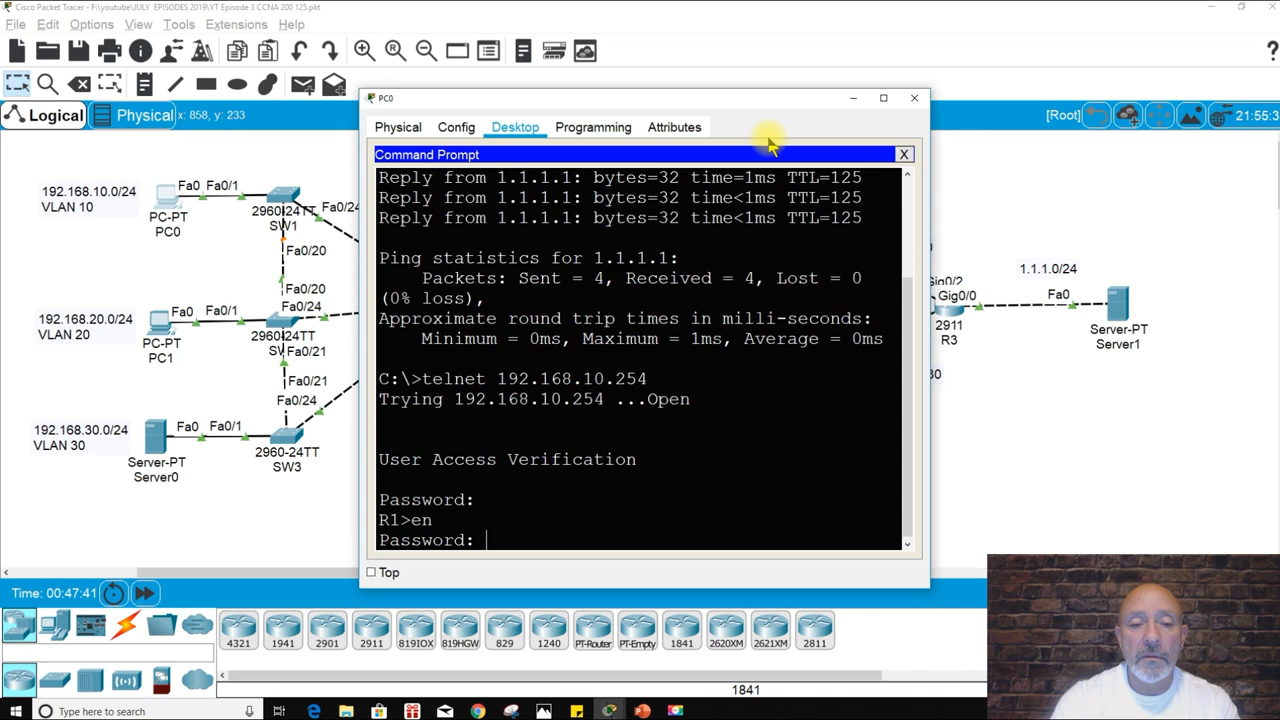 Cisco Packet Tracer - F:\youtube\JULY EPISODES 2019\YT Episode 3 CCNA 200 125.pkt
File Edit Options View Tools Extensions Help
?
Logical Physical x: 858, y: 233
[Root] 21:55:3
PC0
Physical Config Desktop Programming Attributes
Command Prompt X
Reply from 1.1.1.1: bytes=32 time=1ms TTL=125
Reply from 1.1.1.1: bytes=32 time<1ms TTL=125
Reply from 1.1.1.1: bytes=32 time<1ms TTL=125
Ping statistics for 1.1.1.1:
Packets: Sent = 4, Received = 4, Lost = 0
(0% loss),
Approximate round trip times in milli-seconds:
Minimum = 0ms, Maximum = 1ms, Average = 0ms
C:\>telnet 192.168.10.254
Trying 192.168.10.254 ...Open
User Access Verification
Password:
R1>en
Password:
Top
192.168.10.0/24
VLAN 10
PC-PT
PC0
Fa0 Fa0/1
2960-24TT
SW1
Fa0/24
Fa0/20
Fa0/20
192.168.20.0/24
VLAN 20
PC-PT
PC1
Fa0 Fa0/1
Fa0/24
2960-24TT
Fa0/21
Fa0/21
Fa0/24
192.168.30.0/24
VLAN 30
Server-PT
Server0
Fa0 Fa0/1
2960-24TT
SW3
Gig0/2
Gig0/0
2911
R3
1.1.1.0/24
Fa0
Server-PT
Server1
Time: 00:47:41
4321 1941 2901 2911 819IOX 819HGW 829 1240 PT-Router PT-Empty 1841 2620XM 2621XM 2811
1841
Type here to search